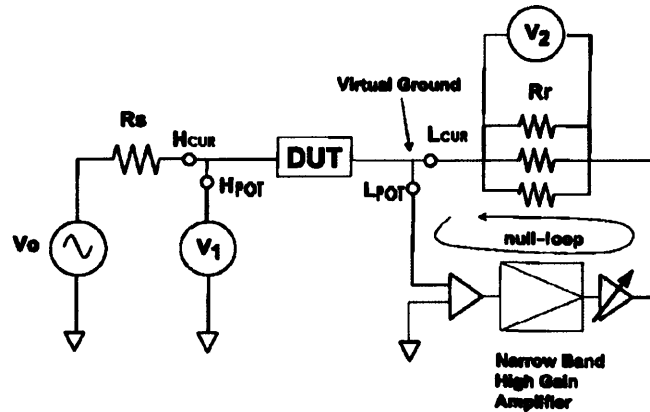 V2
Virtual Ground
Rr
Rs
HCUR
LCUR
DUT
HPOT
LPOT
Vo
V1
null-loop
Narrow Band
High Gain
Amplifier